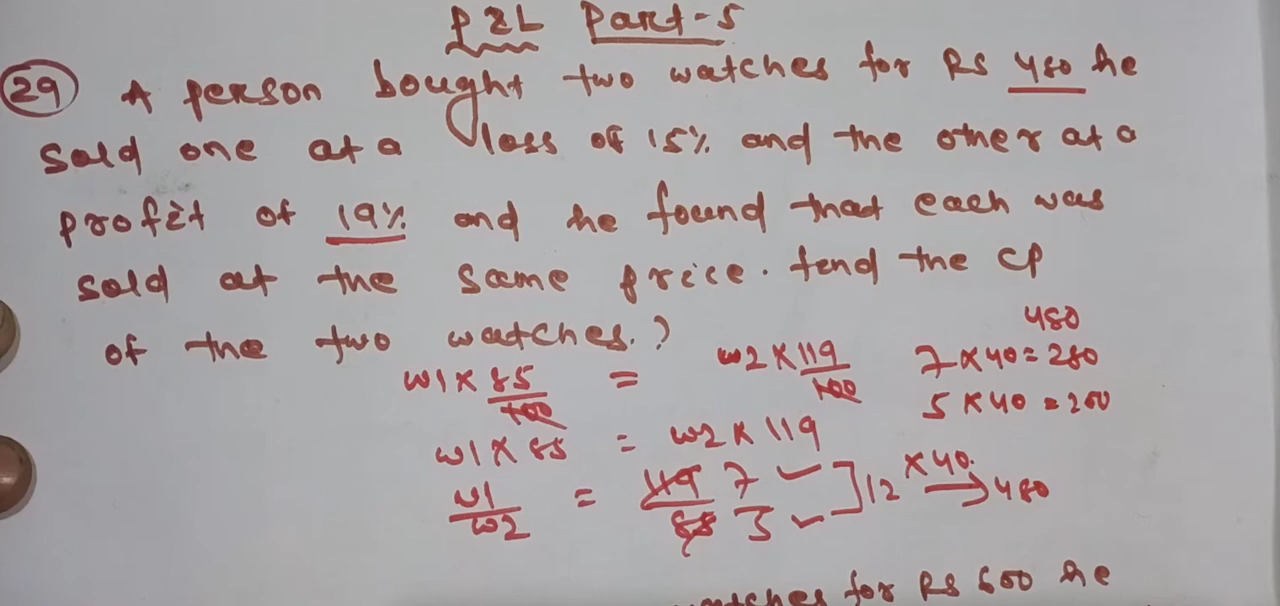 P & L Part-5
29 A person bought two watches for Rs 480 he
sold one at a loss of 15% and the other at a
profit of 19% and he found that each was
sold at the same price. find the CP
of the two watches.?
480
w1 x 85/100 = w2 x 119/100 7 x 40 = 280
5 x 40 = 200
w1 x 85 = w2 x 119
w1/w2 = 119/85 7/5 ] 12 x 40 → 480
watches for Rs 600 he